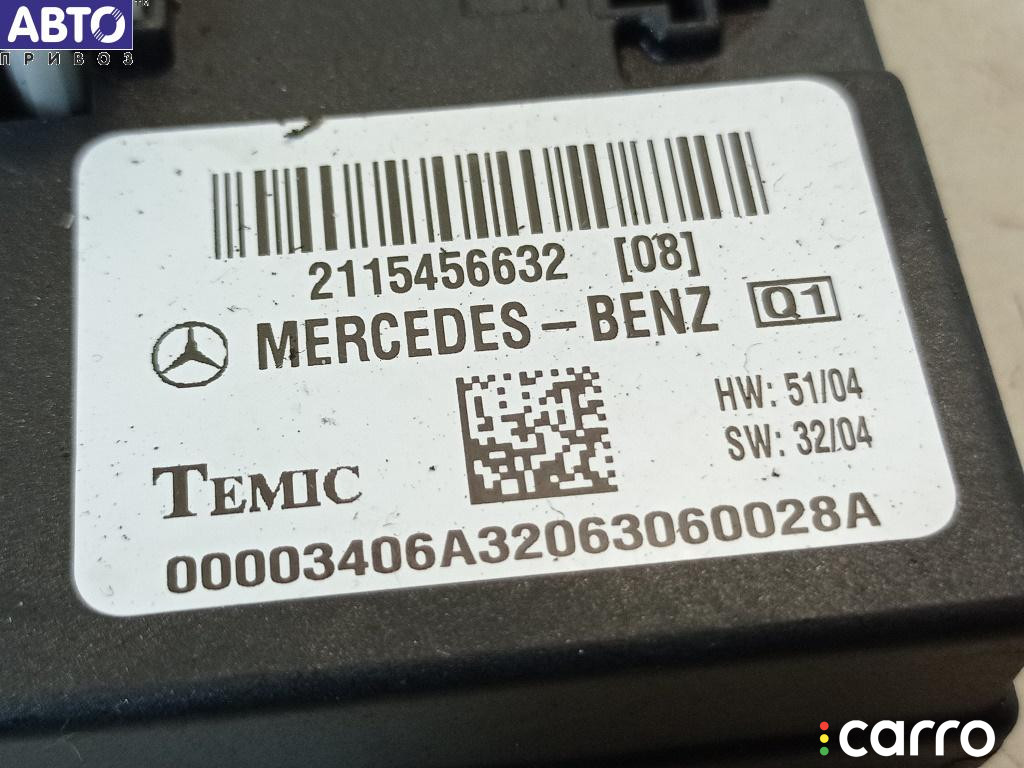 АВТО
ПРИВОЗ
2115456632 [08]
MERCEDES-BENZ Q1
HW: 51/04
SW: 32/04
TEMIC
00003406A32063060028A
carro